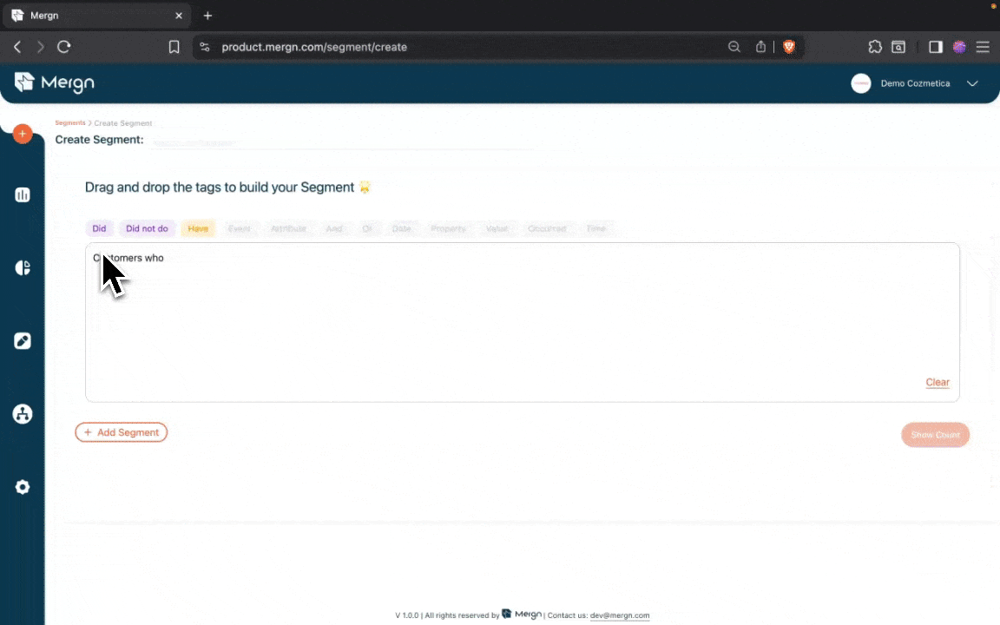 Mergn
product.mergn.com/segment/create
Mergn
Demo Cozmetica
Segments > Create Segment
Create Segment:
Drag and drop the tags to build your Segment
Did Did not do Have Event Attribute And Or Date Property Value Occurred Time
Customers who
Clear
+ Add Segment
Show Count
V 1.0.0 | All rights reserved by Mergn | Contact us: dev@mergn.com